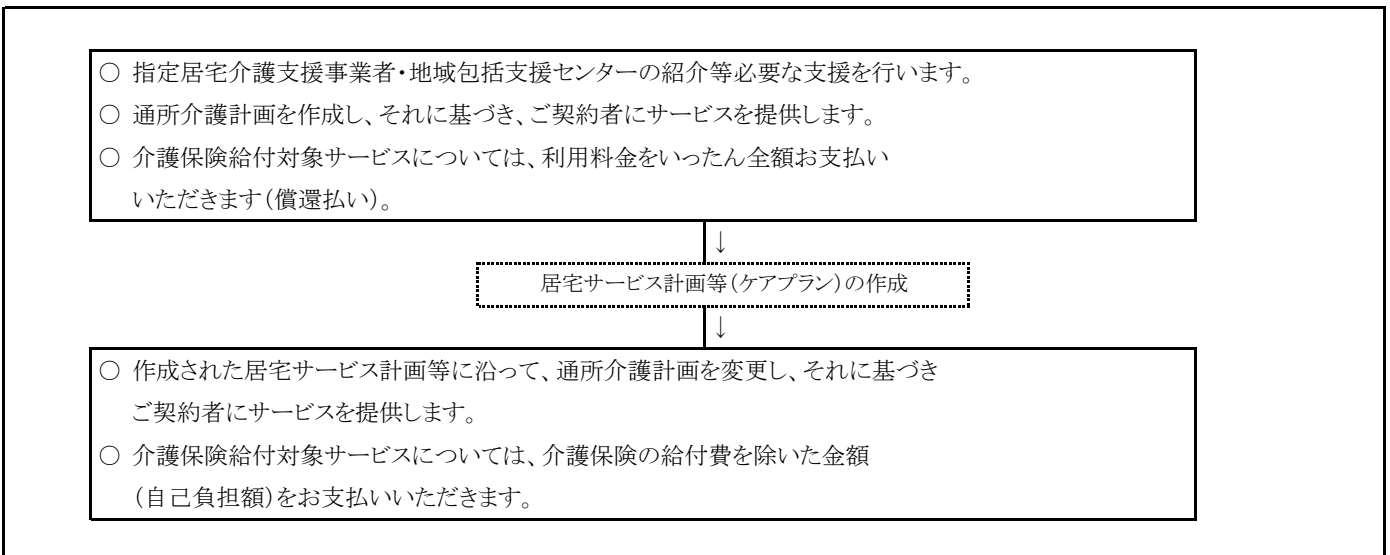 ○ 指定居宅介護支援事業者・地域包括支援センターの紹介等必要な支援を行います。
○ 通所介護計画を作成し、それに基づき、ご契約者にサービスを提供します。
○ 介護保険給付対象サービスについては、利用料金をいったん全額お支払い
いただきます(償還払い)。
↓
居宅サービス計画等(ケアプラン)の作成
↓
○ 作成された居宅サービス計画等に沿って、通所介護計画を変更し、それに基づき
ご契約者にサービスを提供します。
○ 介護保険給付対象サービスについては、介護保険の給付費を除いた金額
(自己負担額)をお支払いいただきます。